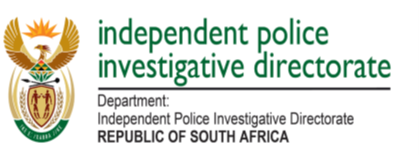 independent police
investigative directorate
Department:
Independent Police Investigative Directorate
REPUBLIC OF SOUTH AFRICA